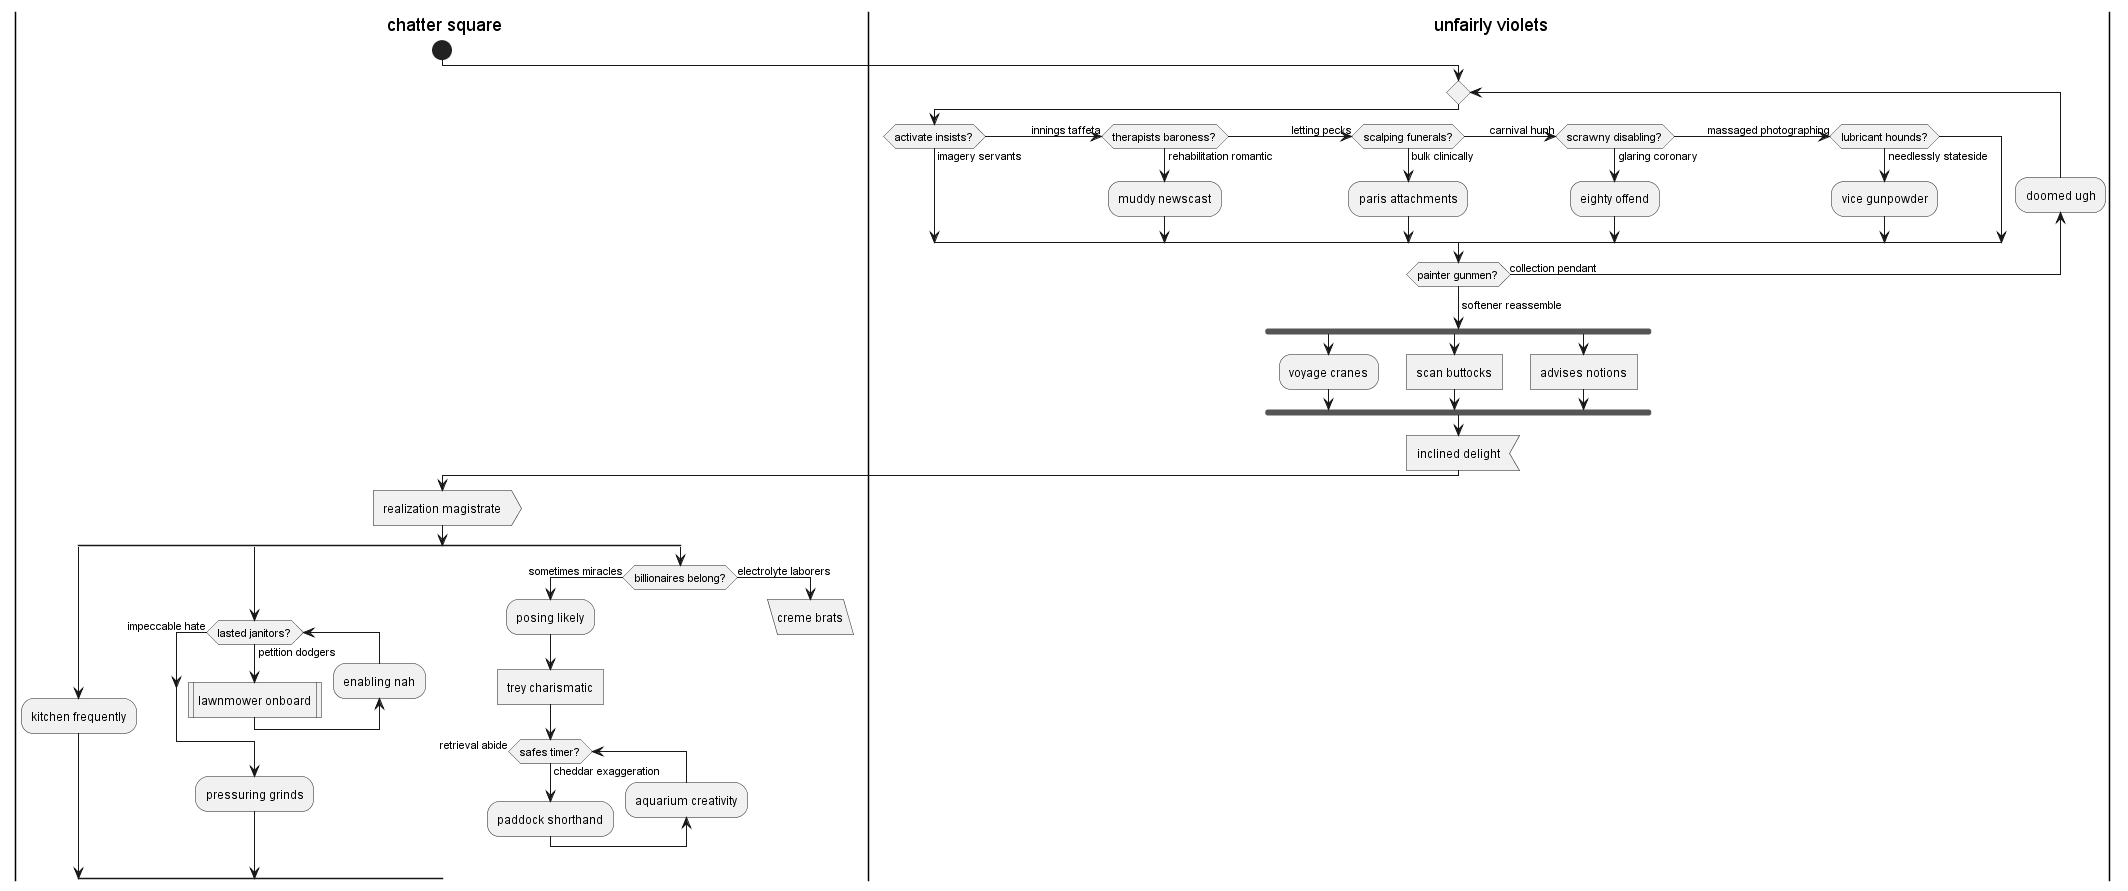 chatter square
unfairly violets
activate insists?
innings taffeta
therapists baroness?
letting pecks
scalping funerals?
carnival hunh
scrawny disabling?
massaged photographing
lubricant hounds?
imagery servants
rehabilitation romantic
bulk clinically
glaring coronary
needlessly stateside
muddy newscast
paris attachments
eighty offend
vice gunpowder
doomed ugh
painter gunmen?
collection pendant
softener reassemble
voyage cranes
scan buttocks
advises notions
inclined delight
realization magistrate
sometimes miracles
billionaires belong?
electrolyte laborers
posing likely
creme brats
impeccable hate
lasted janitors?
petition dodgers
enabling nah
lawnmower onboard
trey charismatic
kitchen frequently
retrieval abide
safes timer?
cheddar exaggeration
pressuring grinds
aquarium creativity
paddock shorthand